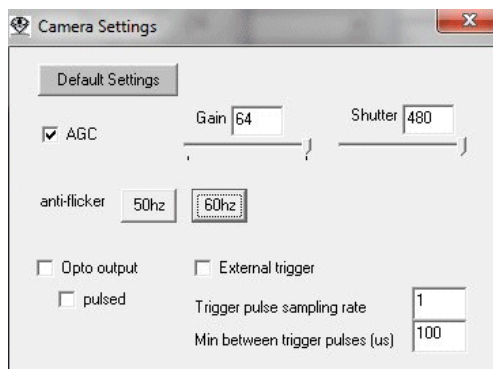 Camera Settings
Default Settings
AGC
Gain 64
Shutter 480
anti-flicker 50hz 60hz
Opto output
External trigger
pulsed
Trigger pulse sampling rate 1
Min between trigger pulses (us) 100